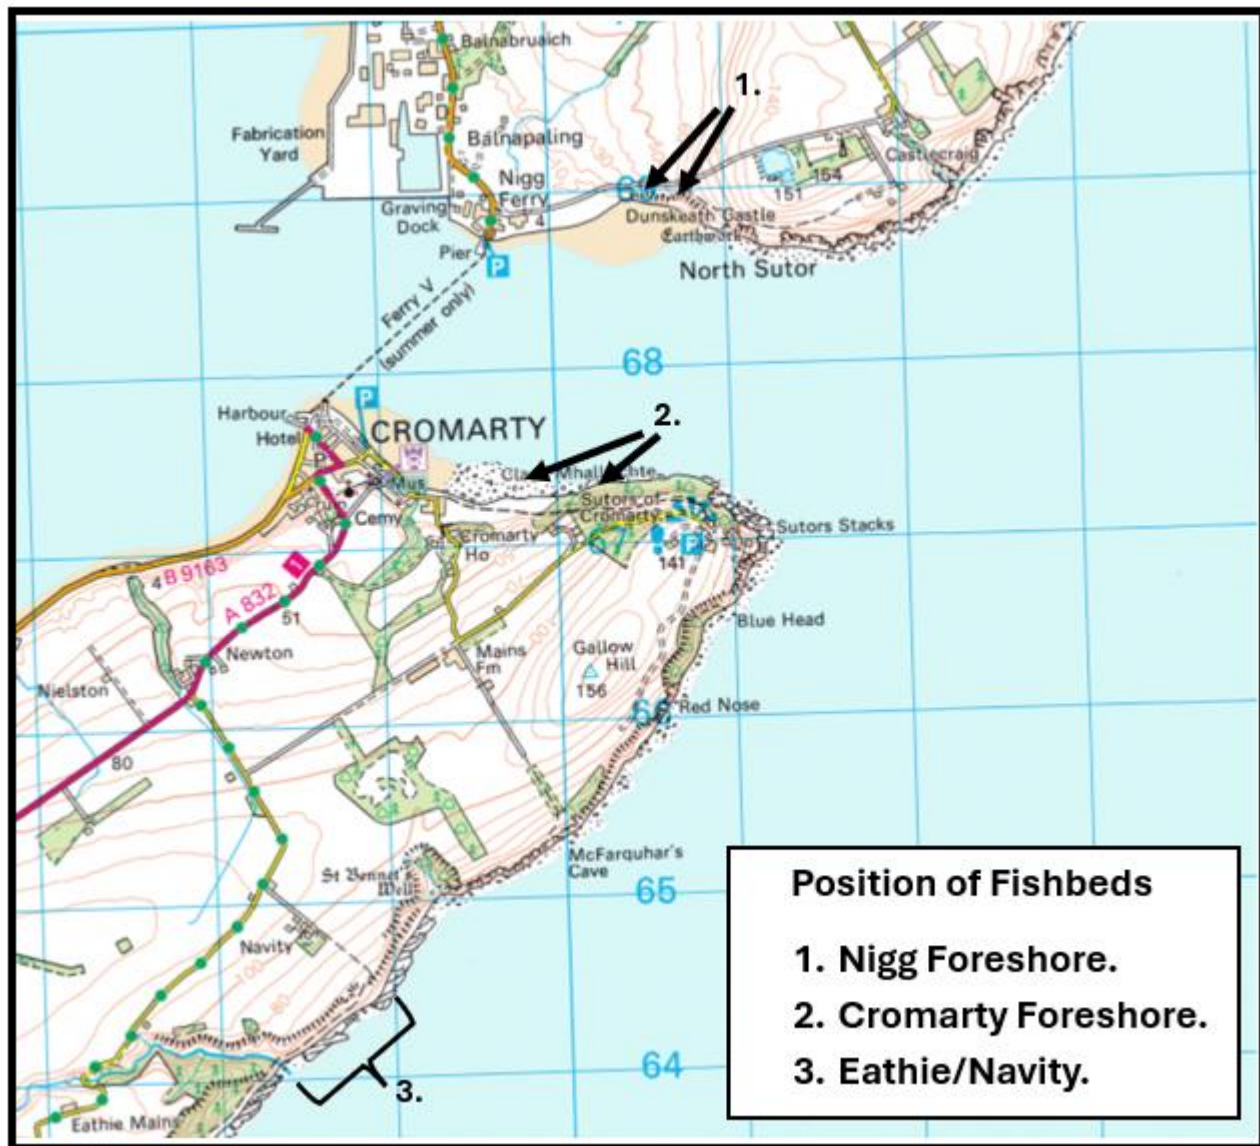 Balnabruaich
1.
140
Fabrication
Yard
Balnapaling
Castlecraig
154
151
Nigg
Ferry
Graving
Dock
4
Dunskeath Castle
Earthwork
Pier
P
North Sutor
Ferry V
(summer only)
68
P
Harbour
Hotel
CROMARTY
2.
P
Mus
Sutors of
Cromarty
Cemy
Sutors Stacks
Cromarty
Ho
67
P
141
4
B 9163
1
A 832
51
Blue Head
Newton
Mains
Fm
Gallow
Hill
156
Nielston
66
Red Nose
80
McFarquhar's
Cave
St Bennet's
Well
65
Navity
100
80
64
3.
Eathie Mains
Position of Fishbeds
1. Nigg Foreshore.
2. Cromarty Foreshore.
3. Eathie/Navity.